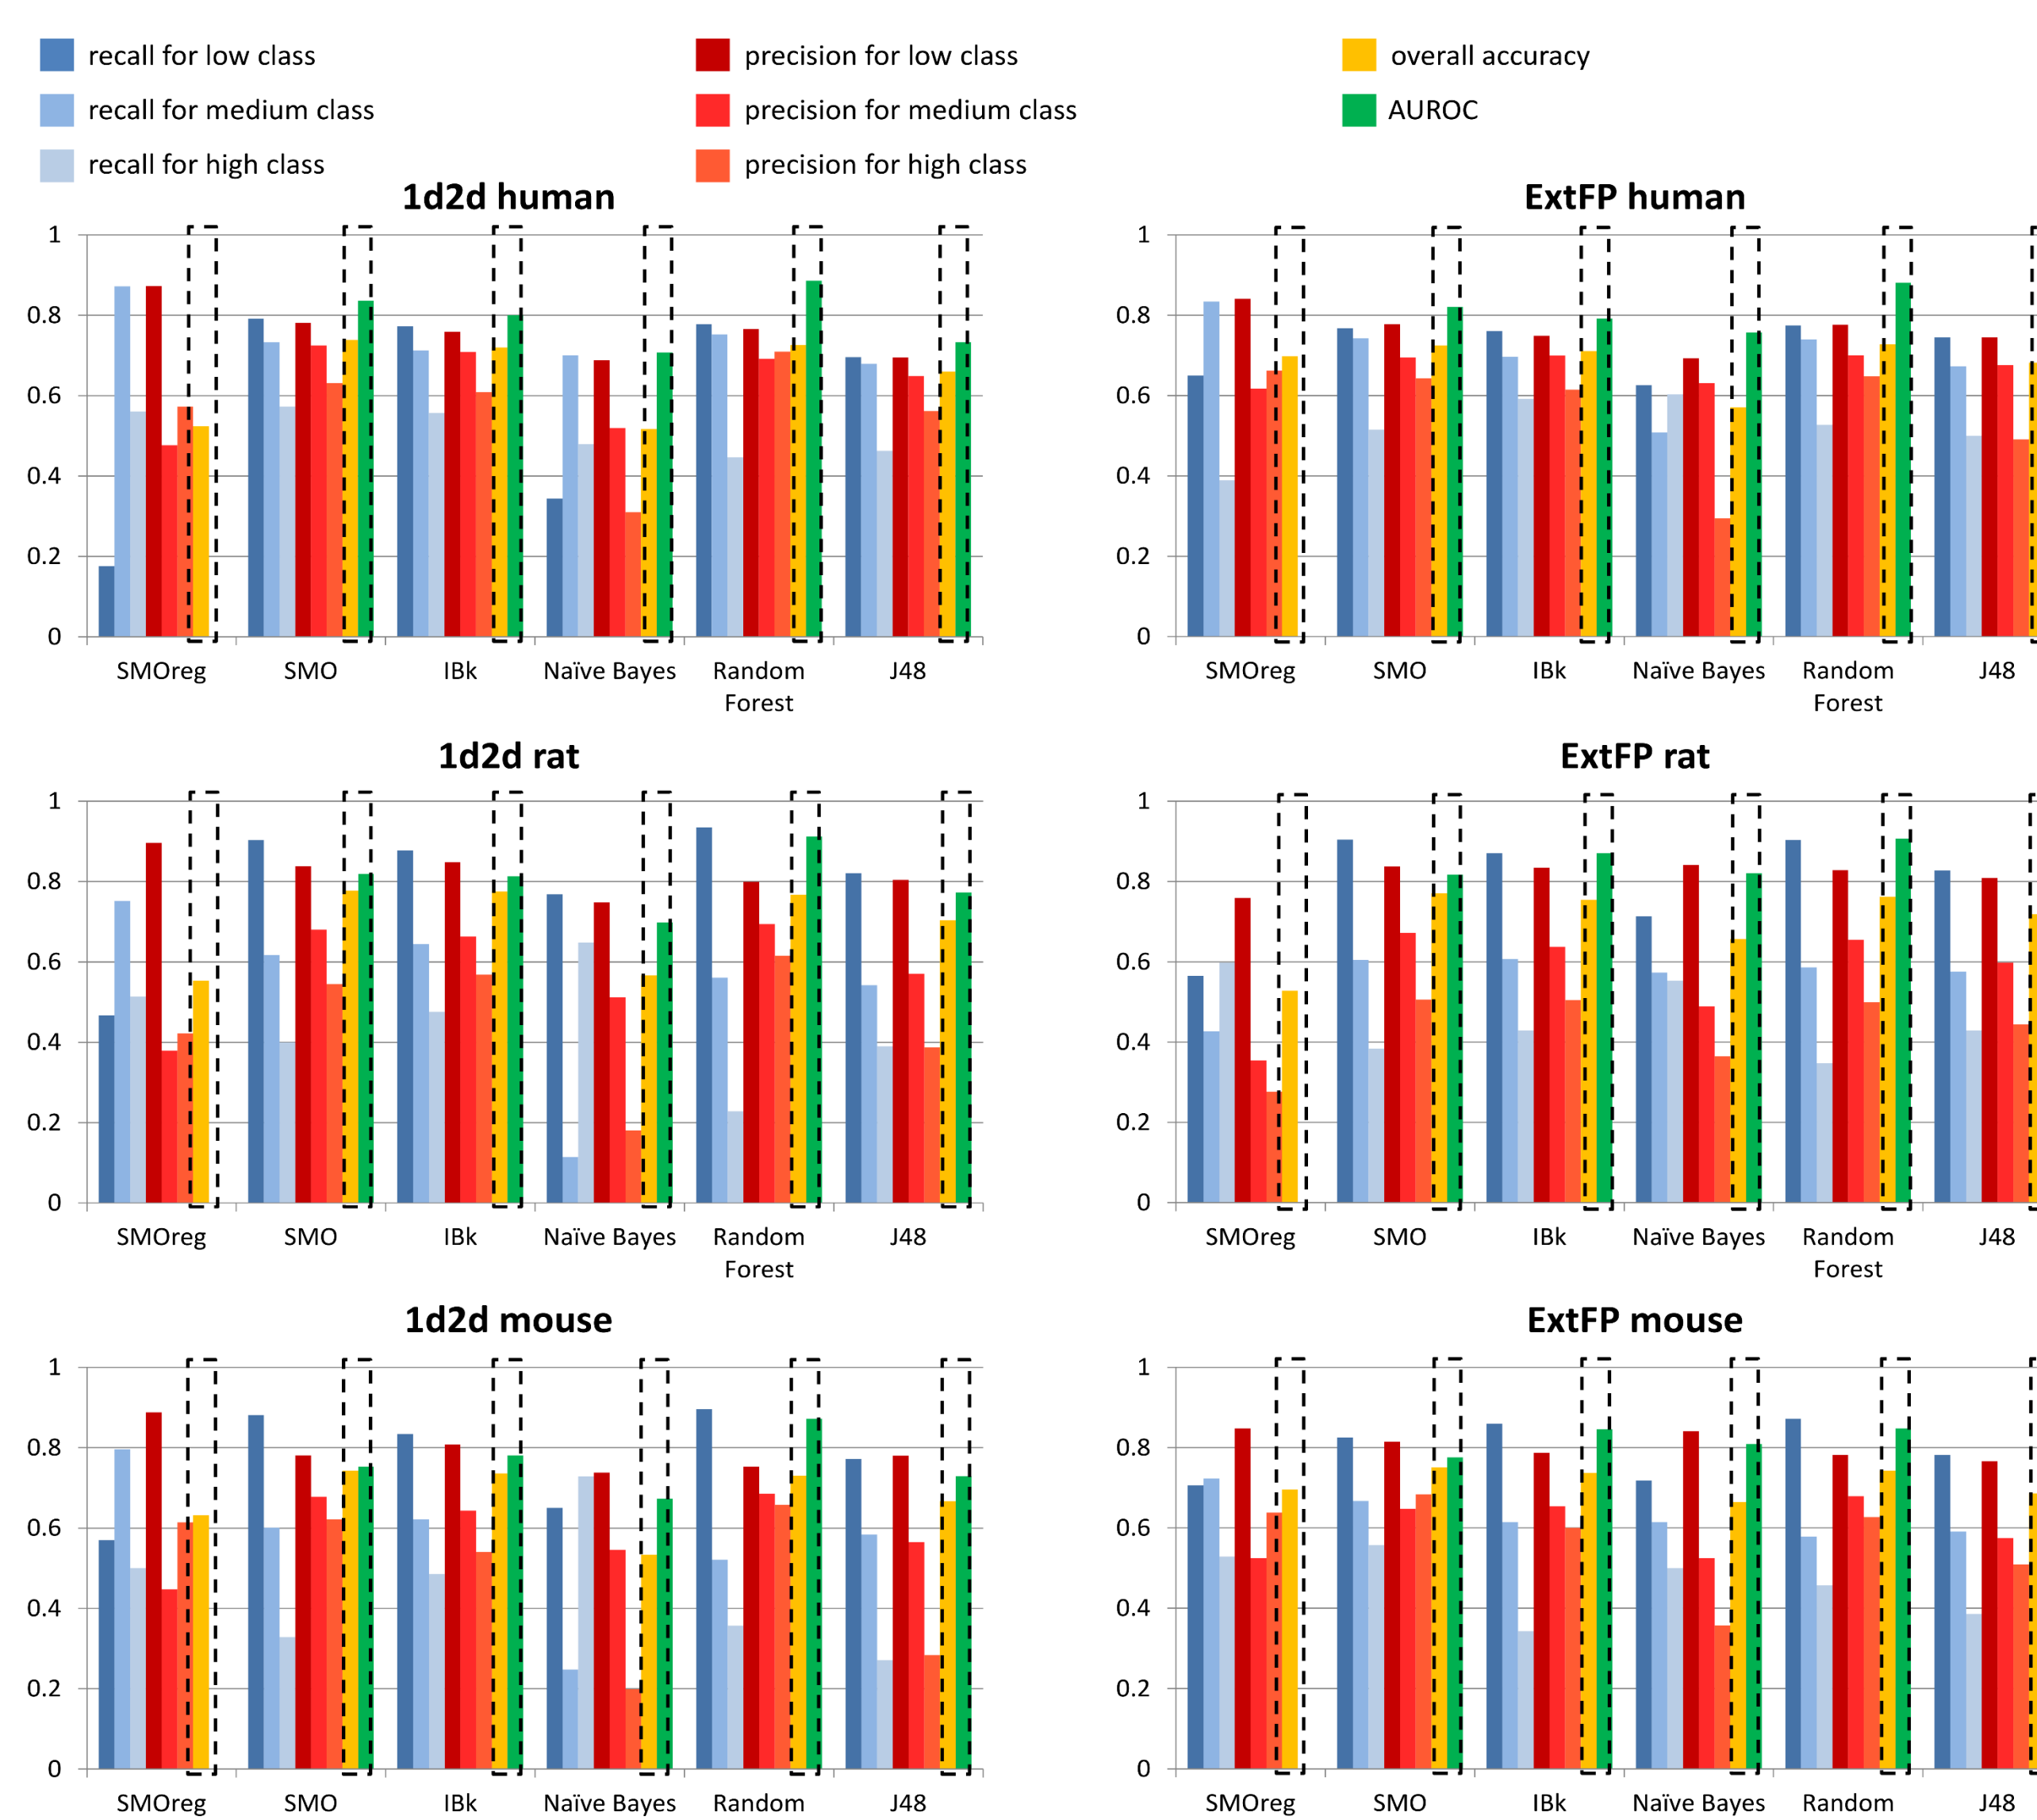 recall for low class
precision for low class
overall accuracy
recall for medium class
precision for medium class
AUROC
recall for high class
precision for high class
1d2d human
1
0.8
0.6
0.4
0.2
0
SMOreg SMO IBk Naïve Bayes Random Forest J48
ExtFP human
1
0.8
0.6
0.4
0.2
0
SMOreg SMO IBk Naïve Bayes Random Forest J48
1d2d rat
1
0.8
0.6
0.4
0.2
0
SMOreg SMO IBk Naïve Bayes Random Forest J48
ExtFP rat
1
0.8
0.6
0.4
0.2
0
SMOreg SMO IBk Naïve Bayes Random Forest J48
1d2d mouse
1
0.8
0.6
0.4
0.2
0
SMOreg SMO IBk Naïve Bayes Random J48
ExtFP mouse
1
0.8
0.6
0.4
0.2
0
SMOreg SMO IBk Naïve Bayes Random J48